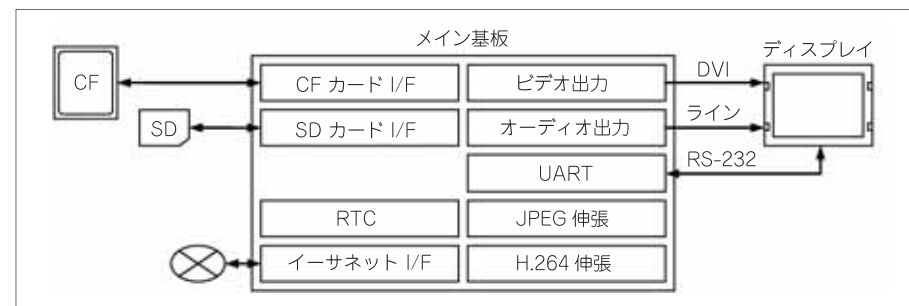 メイン基板
ディスプレイ
CF
CF カード I/F
ビデオ出力
DVI
SD
SD カード I/F
オーディオ出力
ライン
UART
RS-232
RTC
JPEG 伸張
イーサネット I/F
H.264 伸張